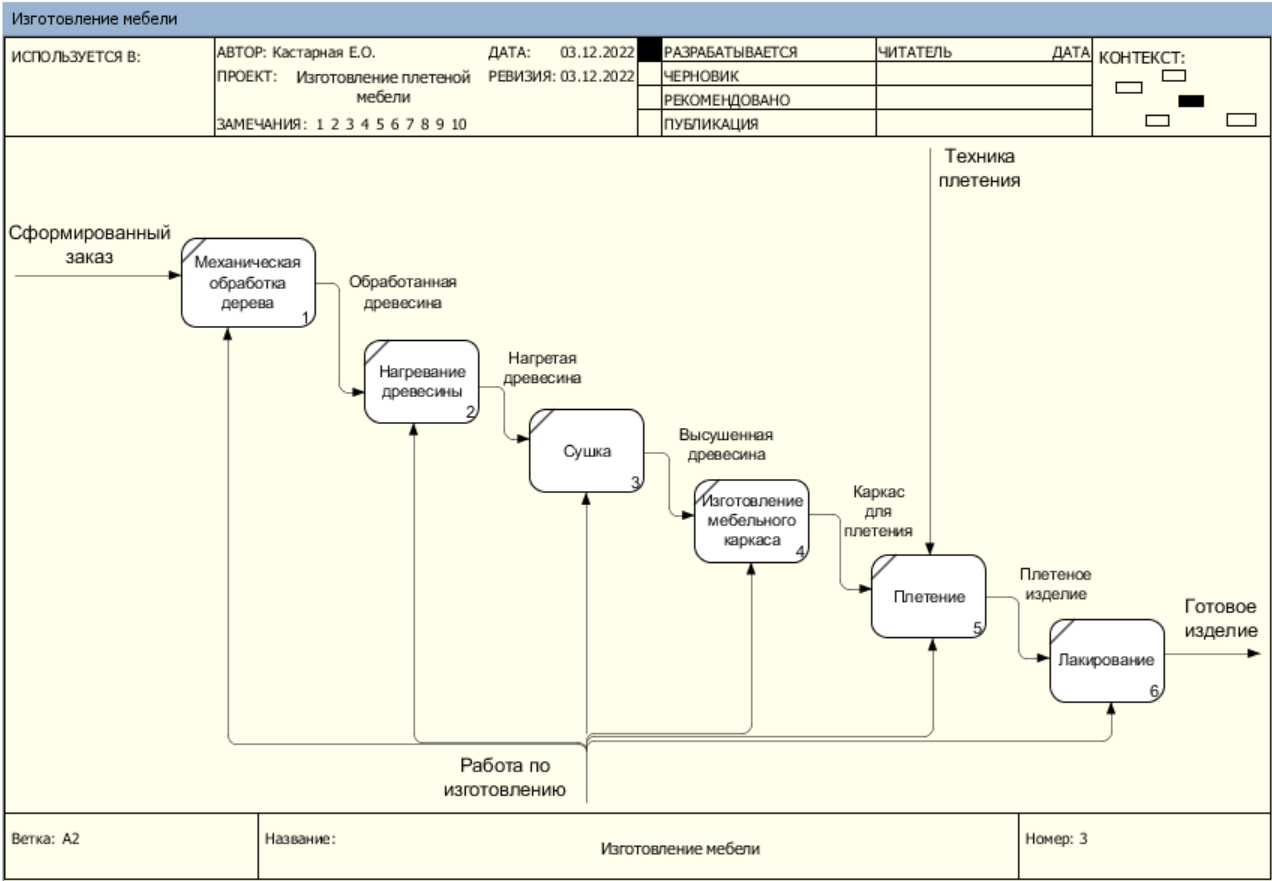 Изготовление мебели
ИСПОЛЬЗУЕТСЯ В:
АВТОР: Кастарная Е.О.
ДАТА: 03.12.2022
ПРОЕКТ: Изготовление плетеной
мебели
РЕВИЗИЯ: 03.12.2022
ЗАМЕЧАНИЯ: 1 2 3 4 5 6 7 8 9 10
РАЗРАБАТЫВАЕТСЯ
ЧЕРНОВИК
РЕКОМЕНДОВАНО
ПУБЛИКАЦИЯ
ЧИТАТЕЛЬ
ДАТА
КОНТЕКСТ:
Техника
плетения
Сформированный
заказ
Механическая
обработка
дерева
1
Обработанная
древесина
Нагревание
древесины
2
Нагретая
древесина
Сушка
3
Высушенная
древесина
Изготовление
мебельного
каркаса
4
Каркас
для
плетения
Плетение
5
Плетеное
изделие
Лакирование
6
Готовое
изделие
Работа по
изготовлению
Ветка: A2
Название:
Изготовление мебели
Номер: 3